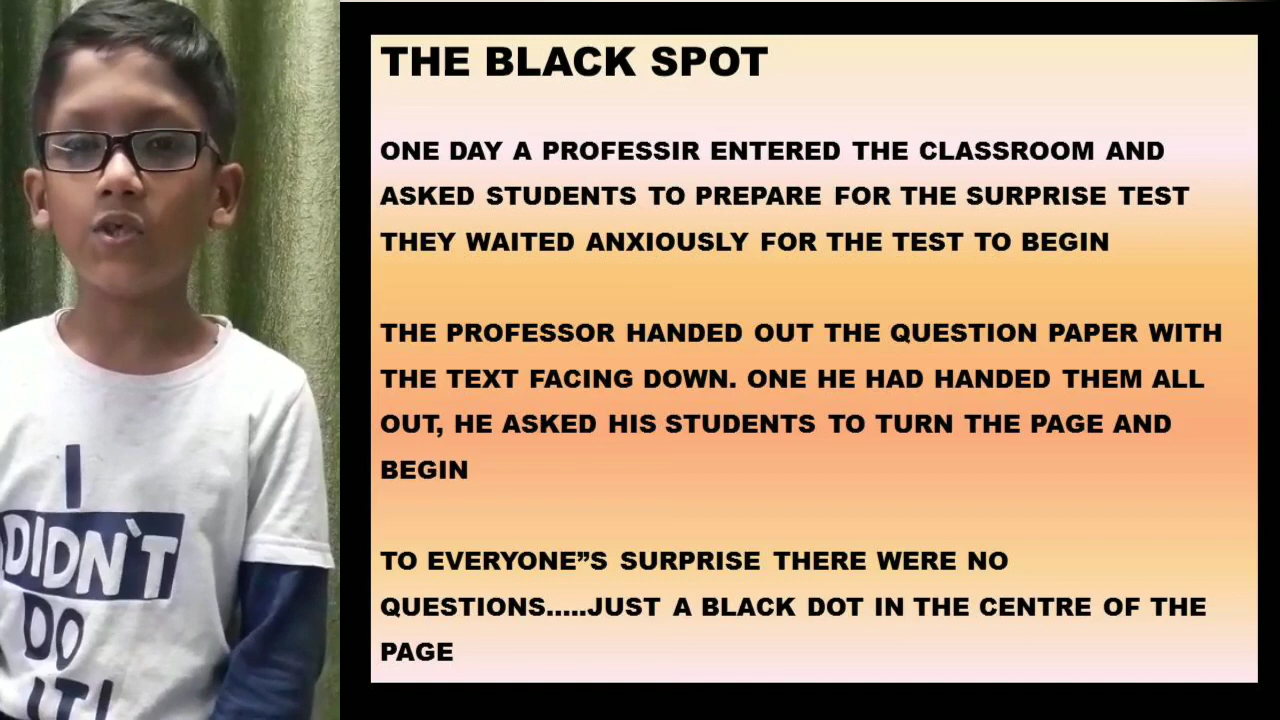 THE BLACK SPOT
ONE DAY A PROFESSIR ENTERED THE CLASSROOM AND
ASKED STUDENTS TO PREPARE FOR THE SURPRISE TEST
THEY WAITED ANXIOUSLY FOR THE TEST TO BEGIN
THE PROFESSOR HANDED OUT THE QUESTION PAPER WITH
THE TEXT FACING DOWN. ONE HE HAD HANDED THEM ALL
OUT, HE ASKED HIS STUDENTS TO TURN THE PAGE AND
BEGIN
TO EVERYONE”S SURPRISE THERE WERE NO
QUESTIONS.....JUST A BLACK DOT IN THE CENTRE OF THE
PAGE
I
DIDN`T
DO
IT!